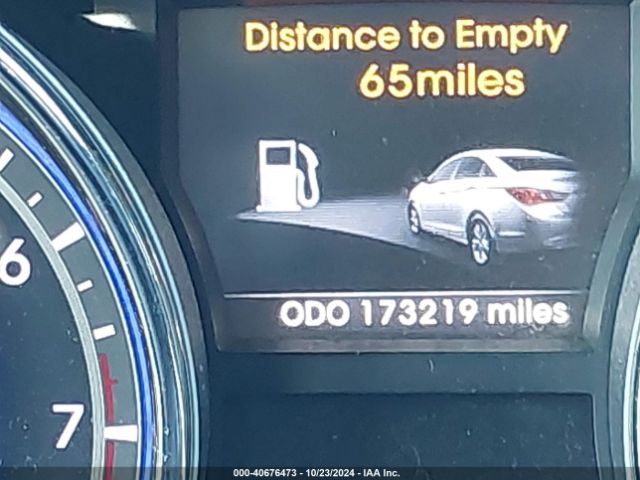 Distance to Empty
65miles
6
ODO 173219 miles
7
000-40676473 - 10/23/2024 - IAA Inc.